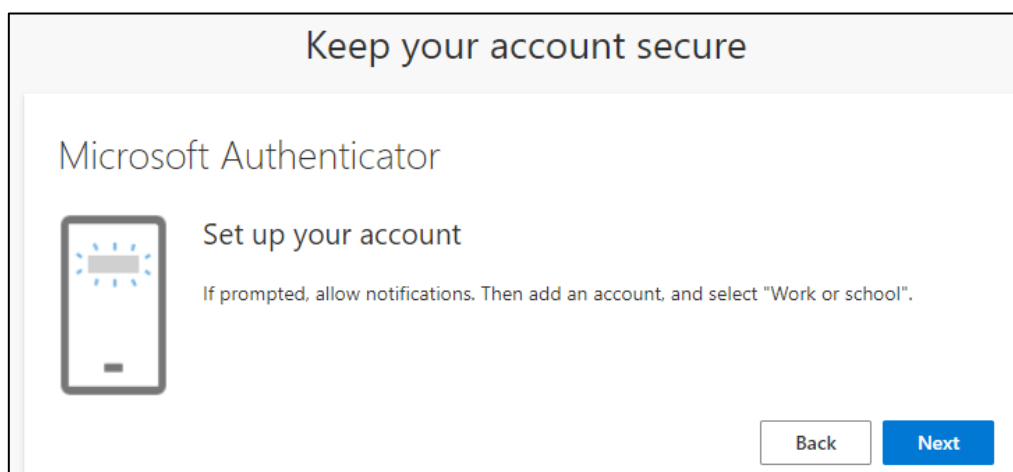 Keep your account secure
Microsoft Authenticator
Set up your account
If prompted, allow notifications. Then add an account, and select "Work or school".
Back
Next